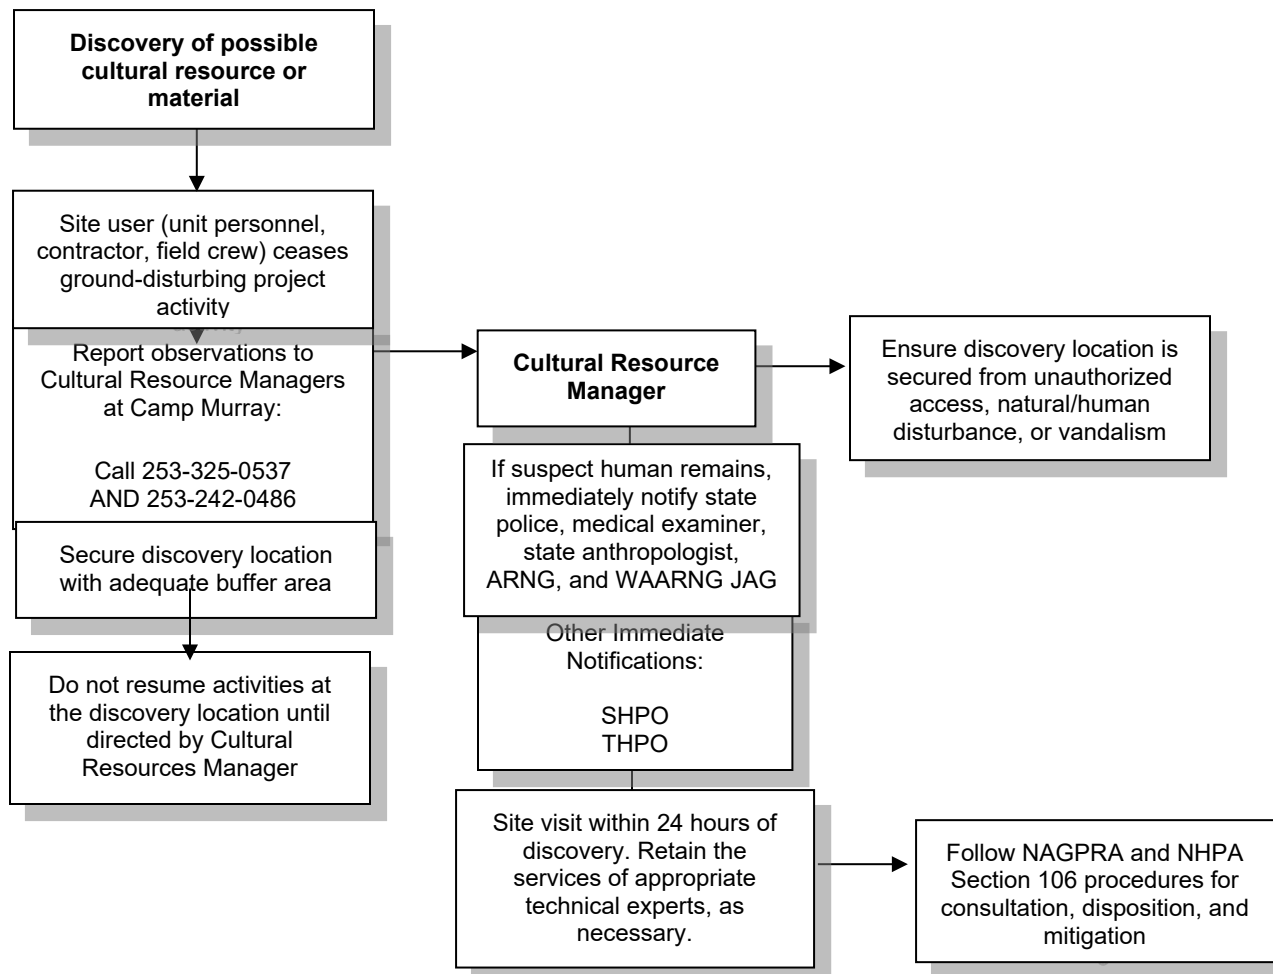 Discovery of possible
cultural resource or
material
Site user (unit personnel,
contractor, field crew) ceases
ground-disturbing project
activity
Report observations to
Cultural Resource Managers
at Camp Murray:
Call 253-325-0537
AND 253-242-0486
Secure discovery location
with adequate buffer area
Do not resume activities at
the discovery location until
directed by Cultural
Resources Manager
Cultural Resource
Manager
Ensure discovery location is
secured from unauthorized
access, natural/human
disturbance, or vandalism
If suspect human remains,
immediately notify state
police, medical examiner,
state anthropologist,
ARNG, and WAARNG JAG
Other Immediate
Notifications:
SHPO
THPO
Site visit within 24 hours of
discovery. Retain the
services of appropriate
technical experts, as
necessary.
Follow NAGPRA and NHPA
Section 106 procedures for
consultation, disposition, and
mitigation